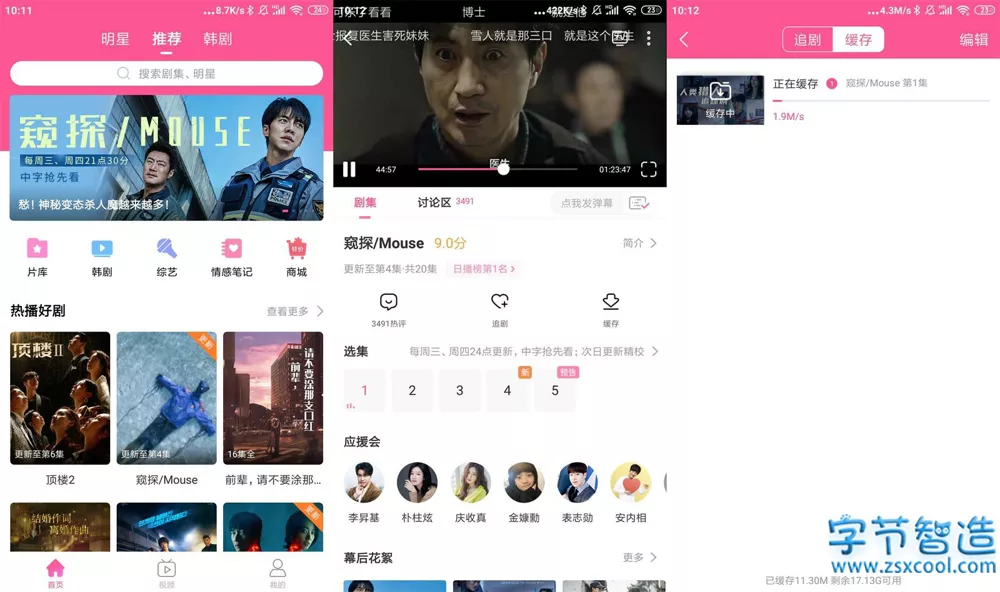 10:11
...8.7K/s
24
明星
推荐
韩剧
搜索剧集、明星
窥探/MOUSE
每周三、周四21点30分
中字抢先看
愁!神秘变态杀人魔越来越多!
片库
韩剧
综艺
情感笔记
特价
商城
热播好剧
查看更多
顶楼II
更新至第6集
更新
更新至第4集
请不要涂那支口红
前辈,
16集全
顶楼2
窥探/Mouse
前辈,请不要涂那...
结婚作词
离婚作曲
更新
首页
视频
我的
10:12
...422K/s
23
博士
报复医生害死妹妹
雪人就是那三口
就是这个医生
医生
44:57
01:23:47
剧集
讨论区
3491
点我发弹幕
窥探/Mouse
9.0分
简介
更新至第4集·共20集
日播榜第1名
3491热评
追剧
缓存
选集
每周三、周四24点更新,中字抢先看;次日更新精校
1
2
3
4
新
5
预告
应援会
李昇基
朴柱炫
庆收真
金嫝勳
表志勋
安内相
幕后花絮
更多
10:12
...4.3M/s
23
追剧
缓存
编辑
缓存中
正在缓存
1
窥探/Mouse 第1集
1.9M/s
字节智造
www.zsxcool.com
已缓存11.30M 剩余17.13G可用